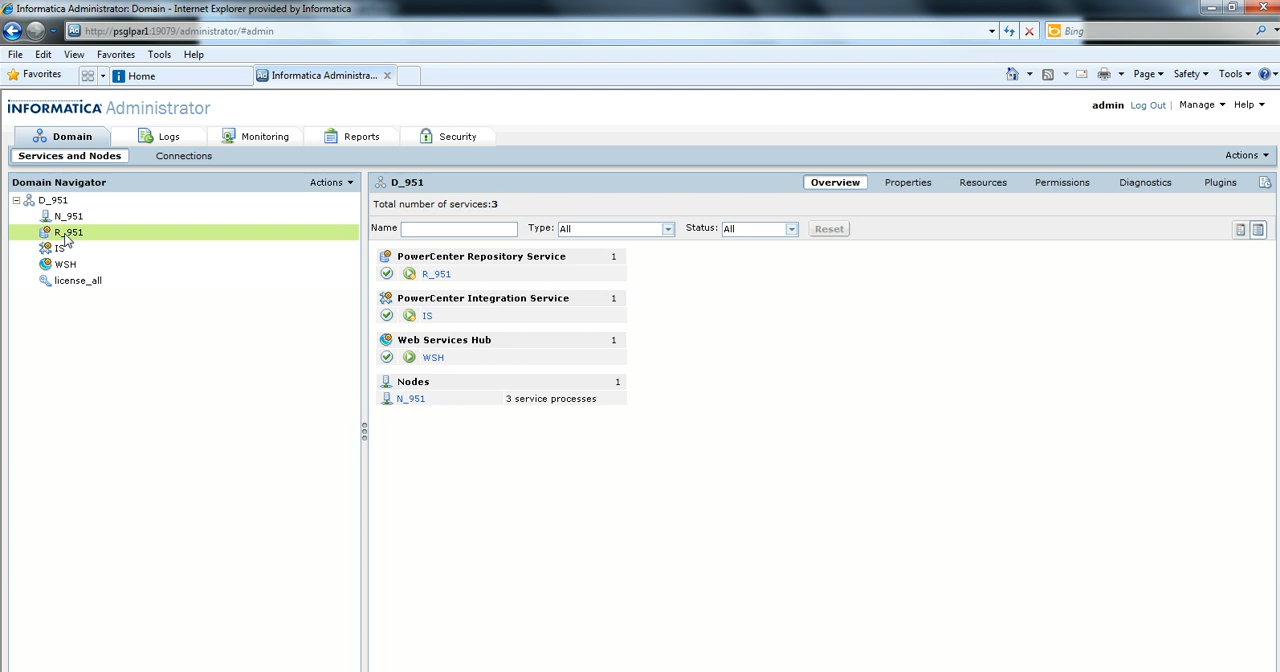 Informatica Administrator: Domain - Internet Explorer provided by Informatica
http://psglpar1:19079/administrator/#admin
Bing
File Edit View Favorites Tools Help
Favorites Home Informatica Administra... Page Safety Tools
INFORMATICA Administrator admin Log Out | Manage Help
Domain Logs Monitoring Reports Security
Services and Nodes Connections Actions
Domain Navigator Actions D_951 Overview Properties Resources Permissions Diagnostics Plugins
D_951
N_951
R_951
IS
WSH
license_all
Total number of services:3
Name Type: All Status: All Reset
PowerCenter Repository Service 1
R_951
PowerCenter Integration Service 1
IS
Web Services Hub 1
WSH
Nodes 1
N_951 3 service processes